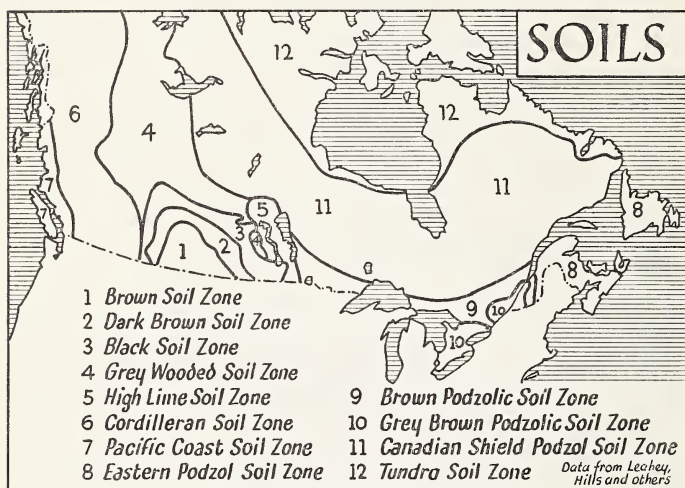 SOILS
12
12
6
4
11
11
5
8
7
7
3
4
1
2
8
9
10
10
1 Brown Soil Zone
2 Dark Brown Soil Zone
3 Black Soil Zone
4 Grey Wooded Soil Zone
5 High Lime Soil Zone
6 Cordilleran Soil Zone
7 Pacific Coast Soil Zone
8 Eastern Podzol Soil Zone
9 Brown Podzolic Soil Zone
10 Grey Brown Podzolic Soil Zone
11 Canadian Shield Podzol Soil Zone
12 Tundra Soil Zone
Data from Leahey,
Hills and others